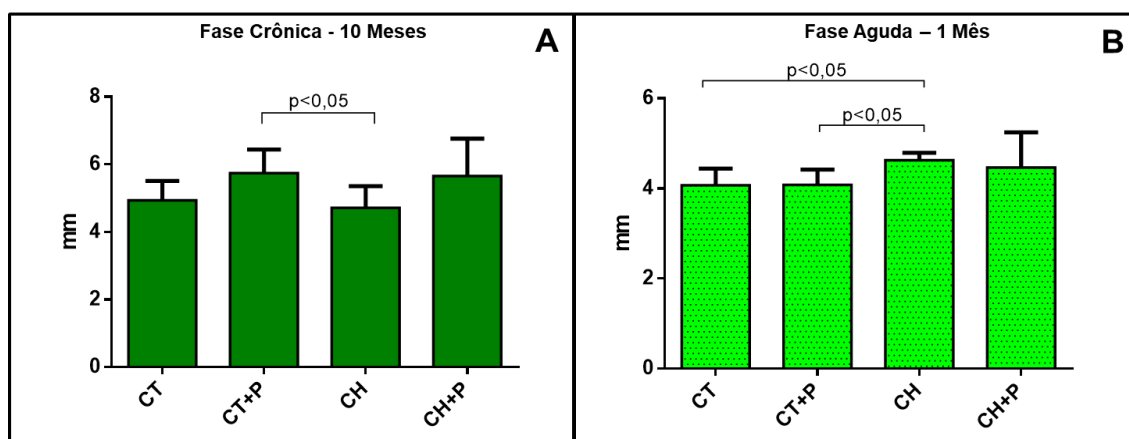 Fase Crônica - 10 Meses
A
8
6
4
2
0
mm
p<0,05
CT
CT+P
CH
CH+P
Fase Aguda – 1 Mês
B
6
4
2
0
mm
p<0,05
p<0,05
CT
CT+P
CH
CH+P